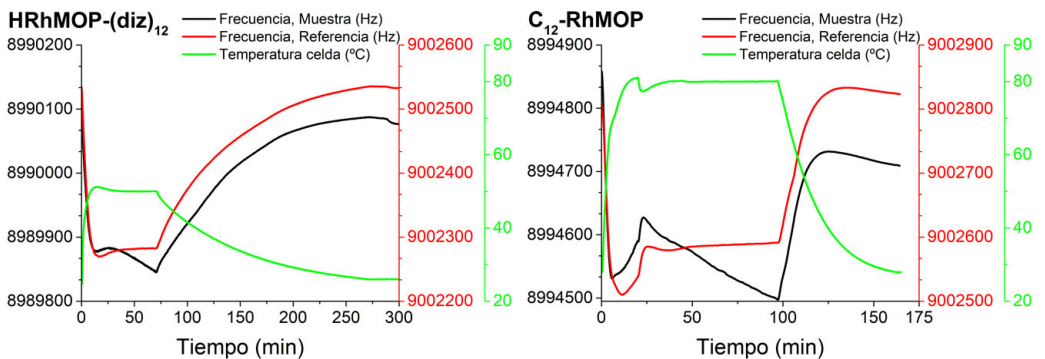 HRhMOP-(diz)₁₂
Frecuencia, Muestra (Hz)
Frecuencia, Referencia (Hz)
Temperatura celda (ºC)
8990200
8990100
8990000
8989900
8989800
9002600
9002500
9002400
9002300
9002200
90
80
70
60
50
40
30
20
0 50 100 150 200 250 300
Tiempo (min)
C₁₂-RhMOP
Frecuencia, Muestra (Hz)
Frecuencia, Referencia (Hz)
Temperatura celda (ºC)
8994900
8994800
8994700
8994600
8994500
9002900
9002800
9002700
9002600
9002500
90
80
60
40
20
0 50 100 150 175
Tiempo (min)